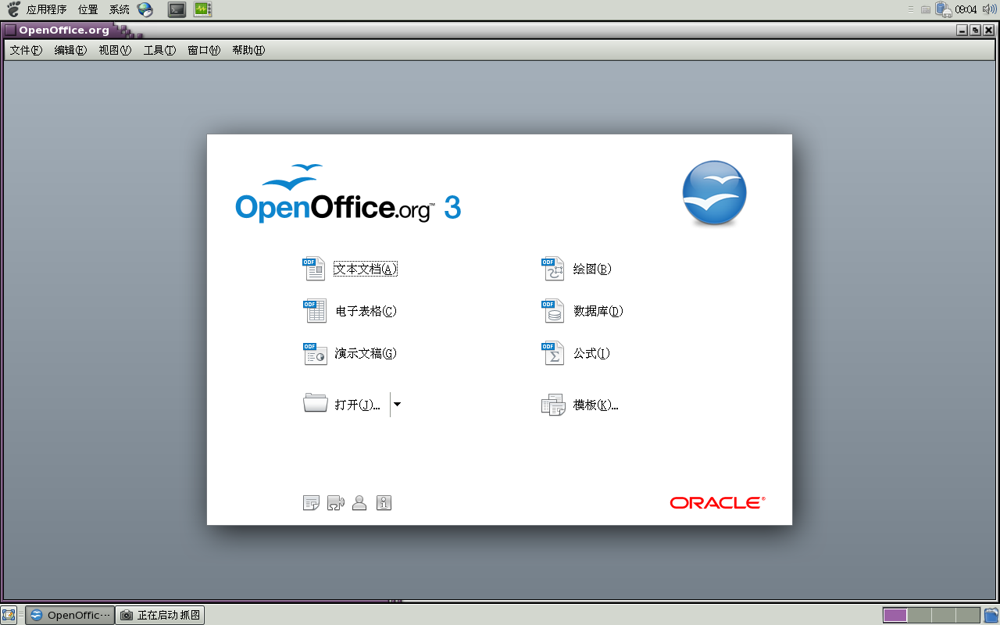 应用程序 位置 系统 09:04
OpenOffice.org
文件(F) 编辑(E) 视图(V) 工具(T) 窗口(W) 帮助(H)
OpenOffice.org™ 3
ODF 文本文档(A) ODF 绘图(B)
ODF 电子表格(C) ODF 数据库(D)
ODF 演示文稿(G) ODF 公式(I)
打开(J)... 模板(K)...
ORACLE®
OpenOffic··· 正在启动 抓图